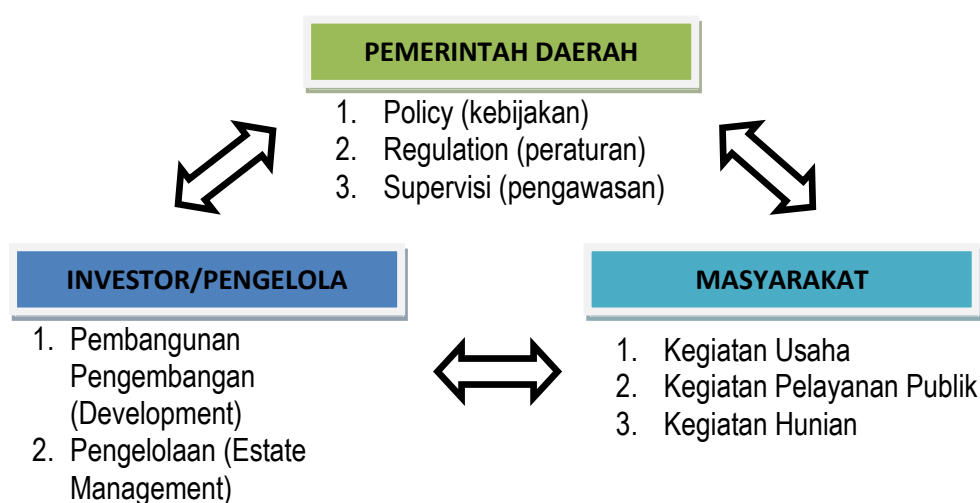 PEMERINTAH DAERAH
1. Policy (kebijakan)
2. Regulation (peraturan)
3. Supervisi (pengawasan)
INVESTOR/PENGELOLA
1. Pembangunan
Pengembangan
(Development)
2. Pengelolaan (Estate
Management)
MASYARAKAT
1. Kegiatan Usaha
2. Kegiatan Pelayanan Publik
3. Kegiatan Hunian